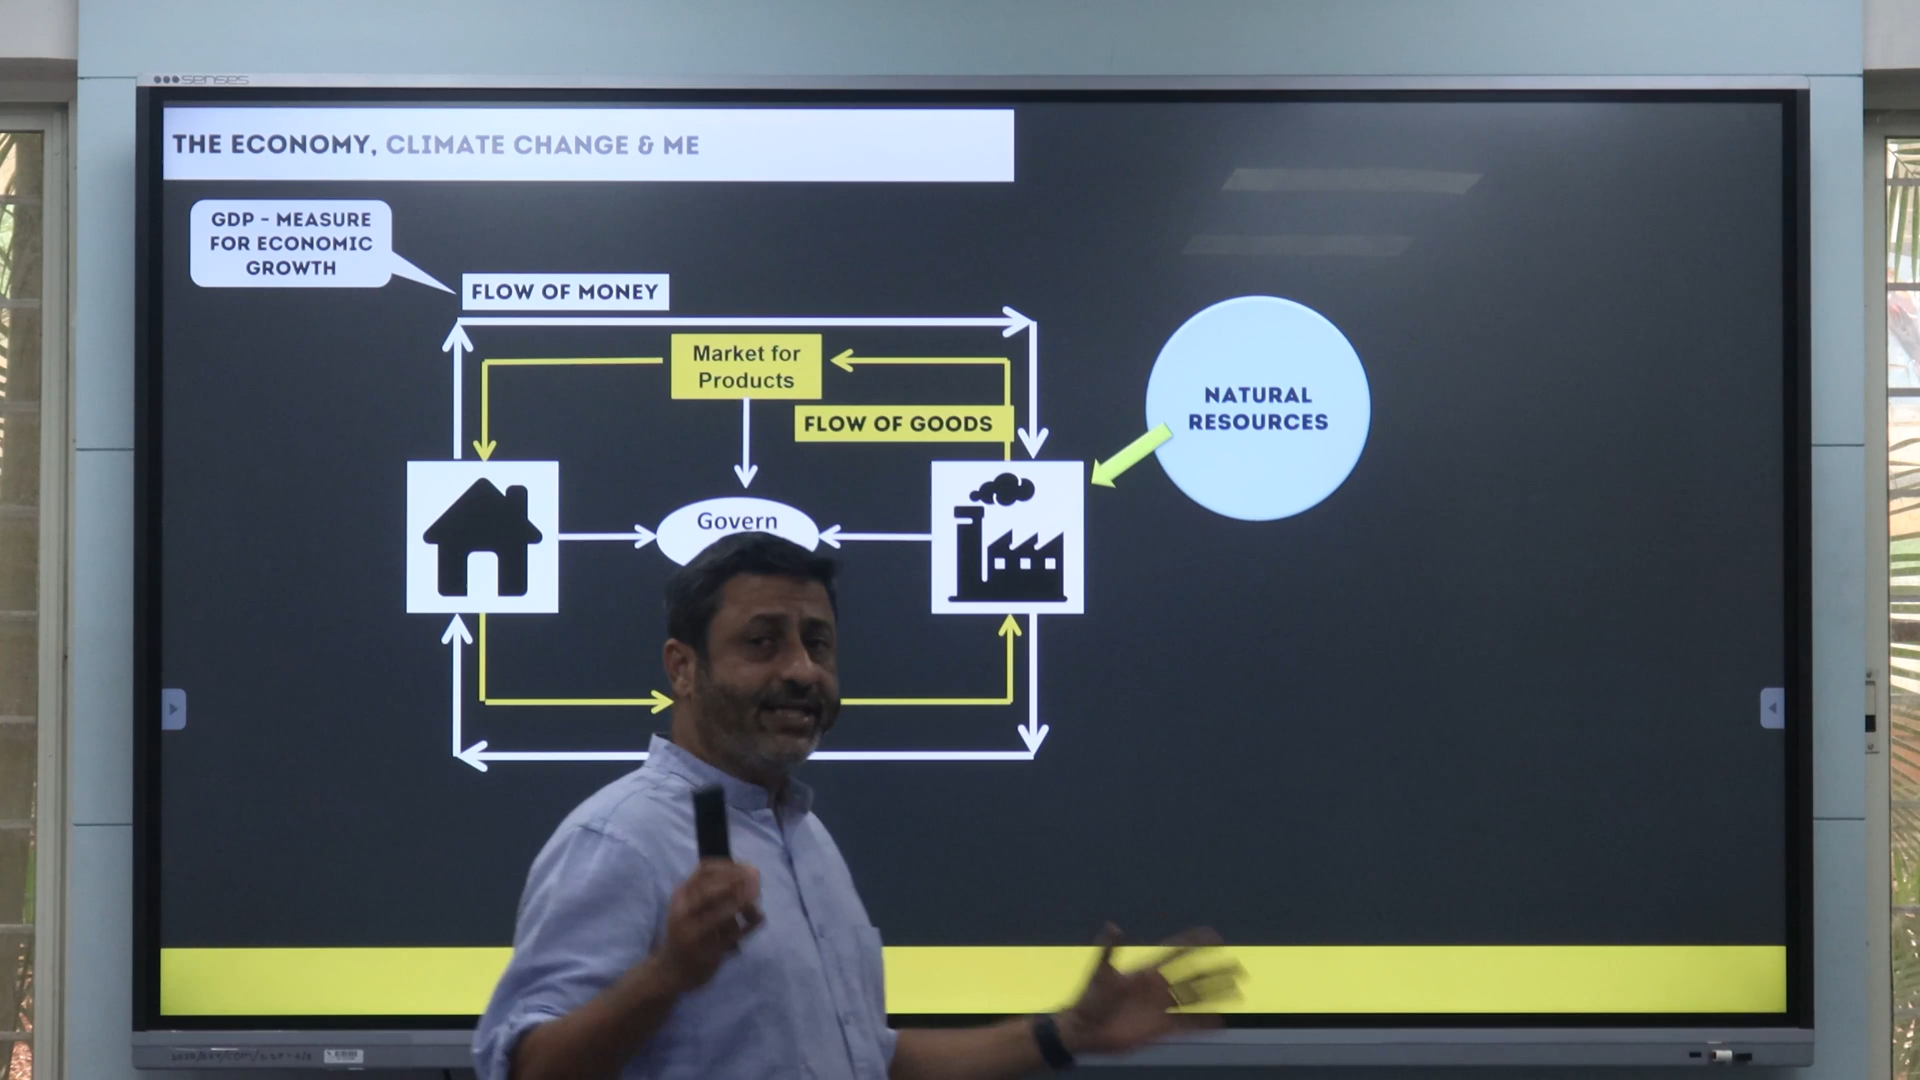 senses
THE ECONOMY, CLIMATE CHANGE & ME
GDP - MEASURE
FOR ECONOMIC
GROWTH
FLOW OF MONEY
Market for
Products
FLOW OF GOODS
NATURAL
RESOURCES
Govern